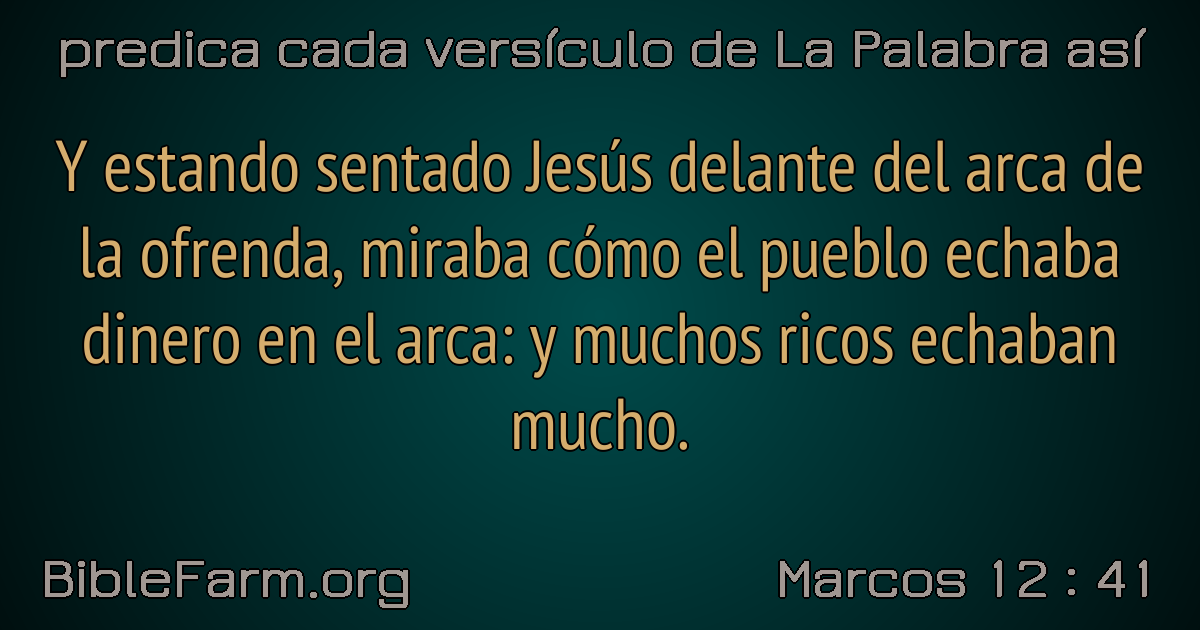 predica cada versículo de La Palabra así
Y estando sentado Jesús delante del arca de
la ofrenda, miraba cómo el pueblo echaba
dinero en el arca: y muchos ricos echaban
mucho.
BibleFarm.org
Marcos 12 : 41